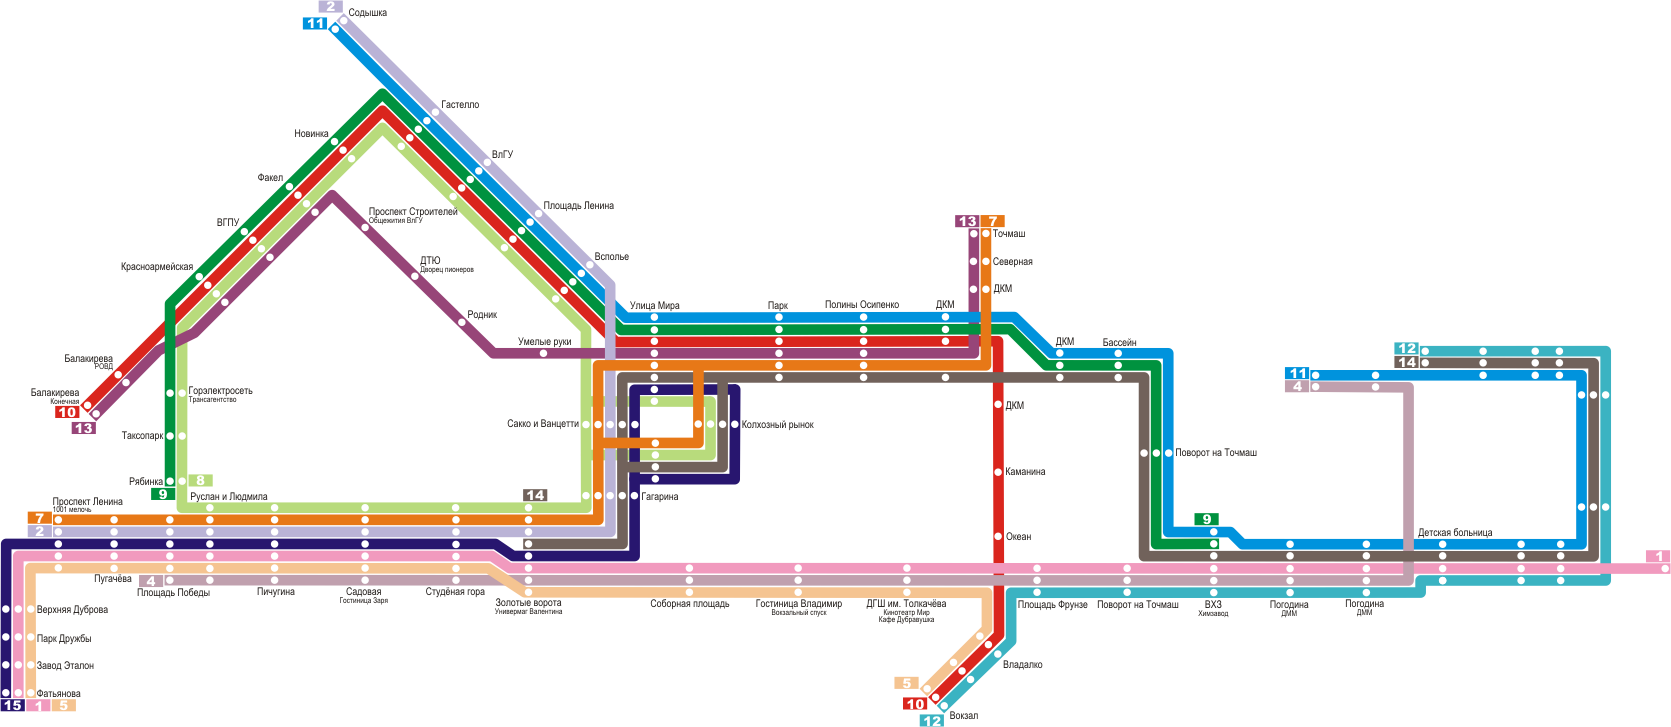 2
Содышка
11
Гастелло
Новинка
ВлГУ
Факел
Площадь Ленина
Проспект Строителей
Общежития ВлГУ
ВГПУ
13
7
Точмаш
Всполье
ДТЮ
Дворец пионеров
Красноармейская
Северная
ДКМ
Улица Мира
Парк
Полины Осипенко
ДКМ
Родник
Умелые руки
ДКМ
Бассейн
12
14
Балакирева
РОВД
11
4
Балакирева
Конечная
10
13
Горэлектросеть
Трансагентство
ДКМ
Сакко и Ванцетти
Колхозный рынок
Таксопарк
Поворот на Точмаш
Каманина
Рябинка
8
9
Руслан и Людмила
14
Гагарина
Проспект Ленина
1001 мелочь
7
2
9
Океан
Детская больница
1
Пугачёва
4
Площадь Победы
Пичугина
Садовая
Гостиница Заря
Студёная гора
Золотые ворота
Универмаг Валентина
Соборная площадь
Гостиница Владимир
Вокзальный спуск
ДГШ им. Толкачёва
Кинотеатр Мир
Кафе Дубравушка
Площадь Фрунзе
Поворот на Точмаш
ВХЗ
Химзавод
Погодина
ДММ
Погодина
ДММ
Верхняя Дуброва
Парк Дружбы
Завод Эталон
Владалко
Фатьянова
15
1
5
5
10
12
Вокзал